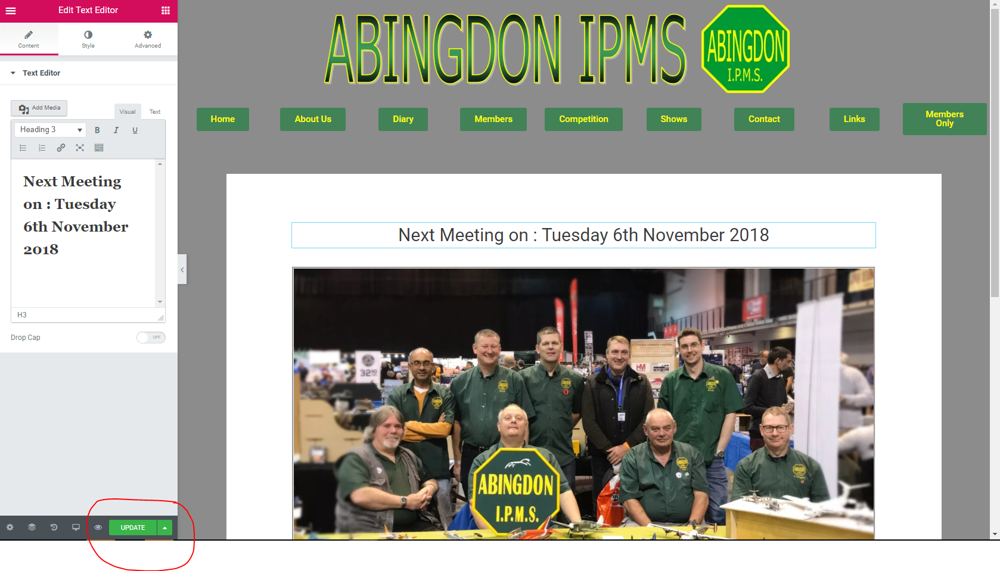 Edit Text Editor
Content
Style
Advanced
Text Editor
Add Media
Visual
Text
Heading 3
B
I
U
Next Meeting
on : Tuesday
6th November
2018
H3
Drop Cap
OFF
UPDATE
ABINGDON IPMS
ABINGDON
I.P.M.S.
Home
About Us
Diary
Members
Competition
Shows
Contact
Links
Members
Only
Next Meeting on : Tuesday 6th November 2018
32ND
HM
ABINGDON
I.P.M.S.